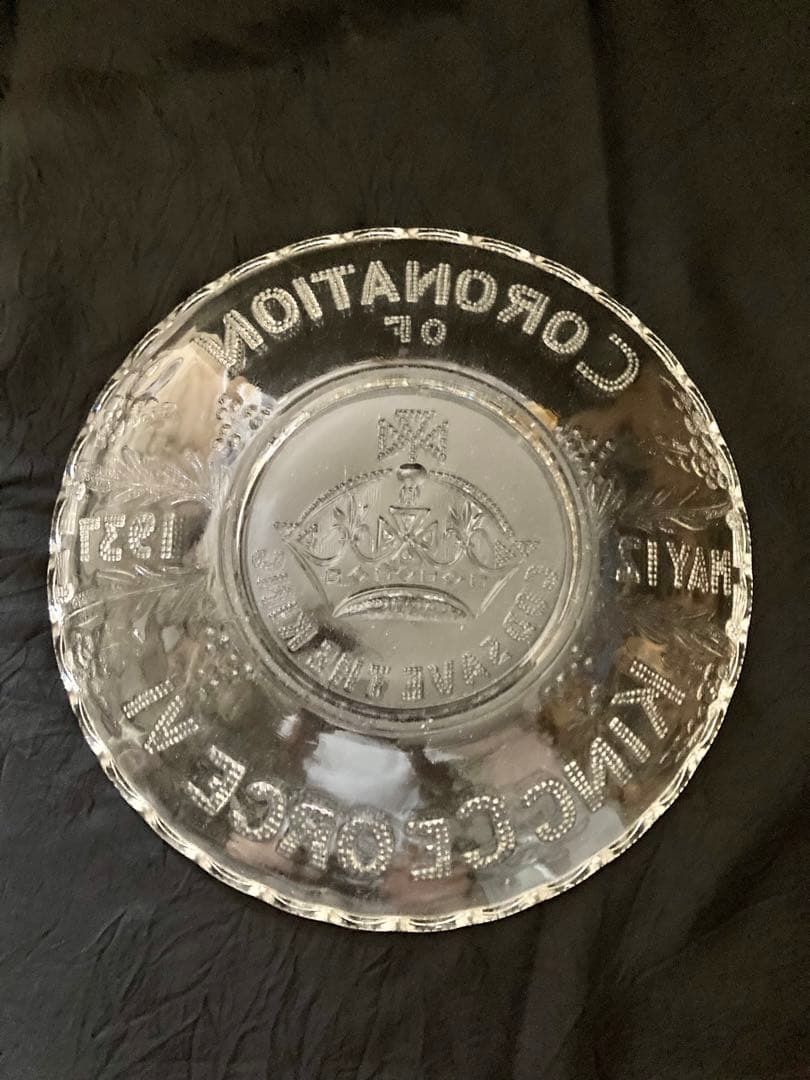 CORONATION
OF
MAY 12 1937
KING GEORGE VI
GOD SAVE THE KING